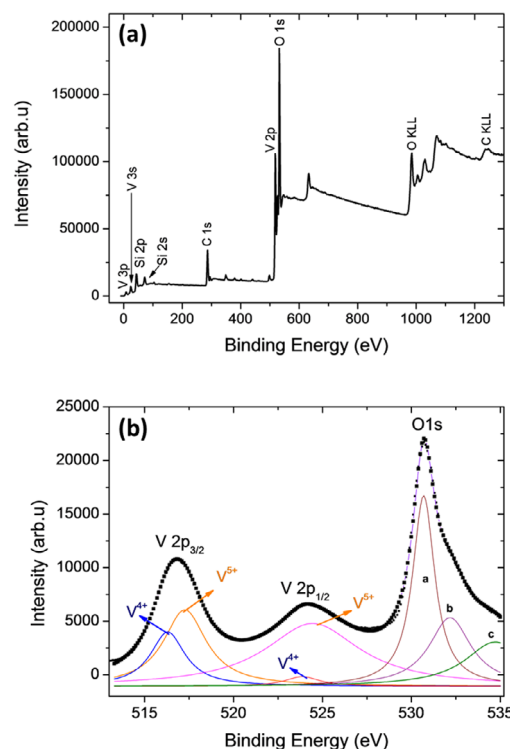 (a)
O 1s
V 2p
O KLL
C KLL
C 1s
V 3s
Si 2p
Si 2s
V 3p
Intensity (arb.u)
200000
150000
100000
50000
0
0 200 400 600 800 1000 1200
Binding Energy (eV)
(b)
O1s
V 2p3/2
V5+
V4+
V 2p1/2
V5+
V4+
a
b
c
Intensity (arb.u)
25000
20000
15000
10000
5000
0
515 520 525 530 535
Binding Energy (eV)